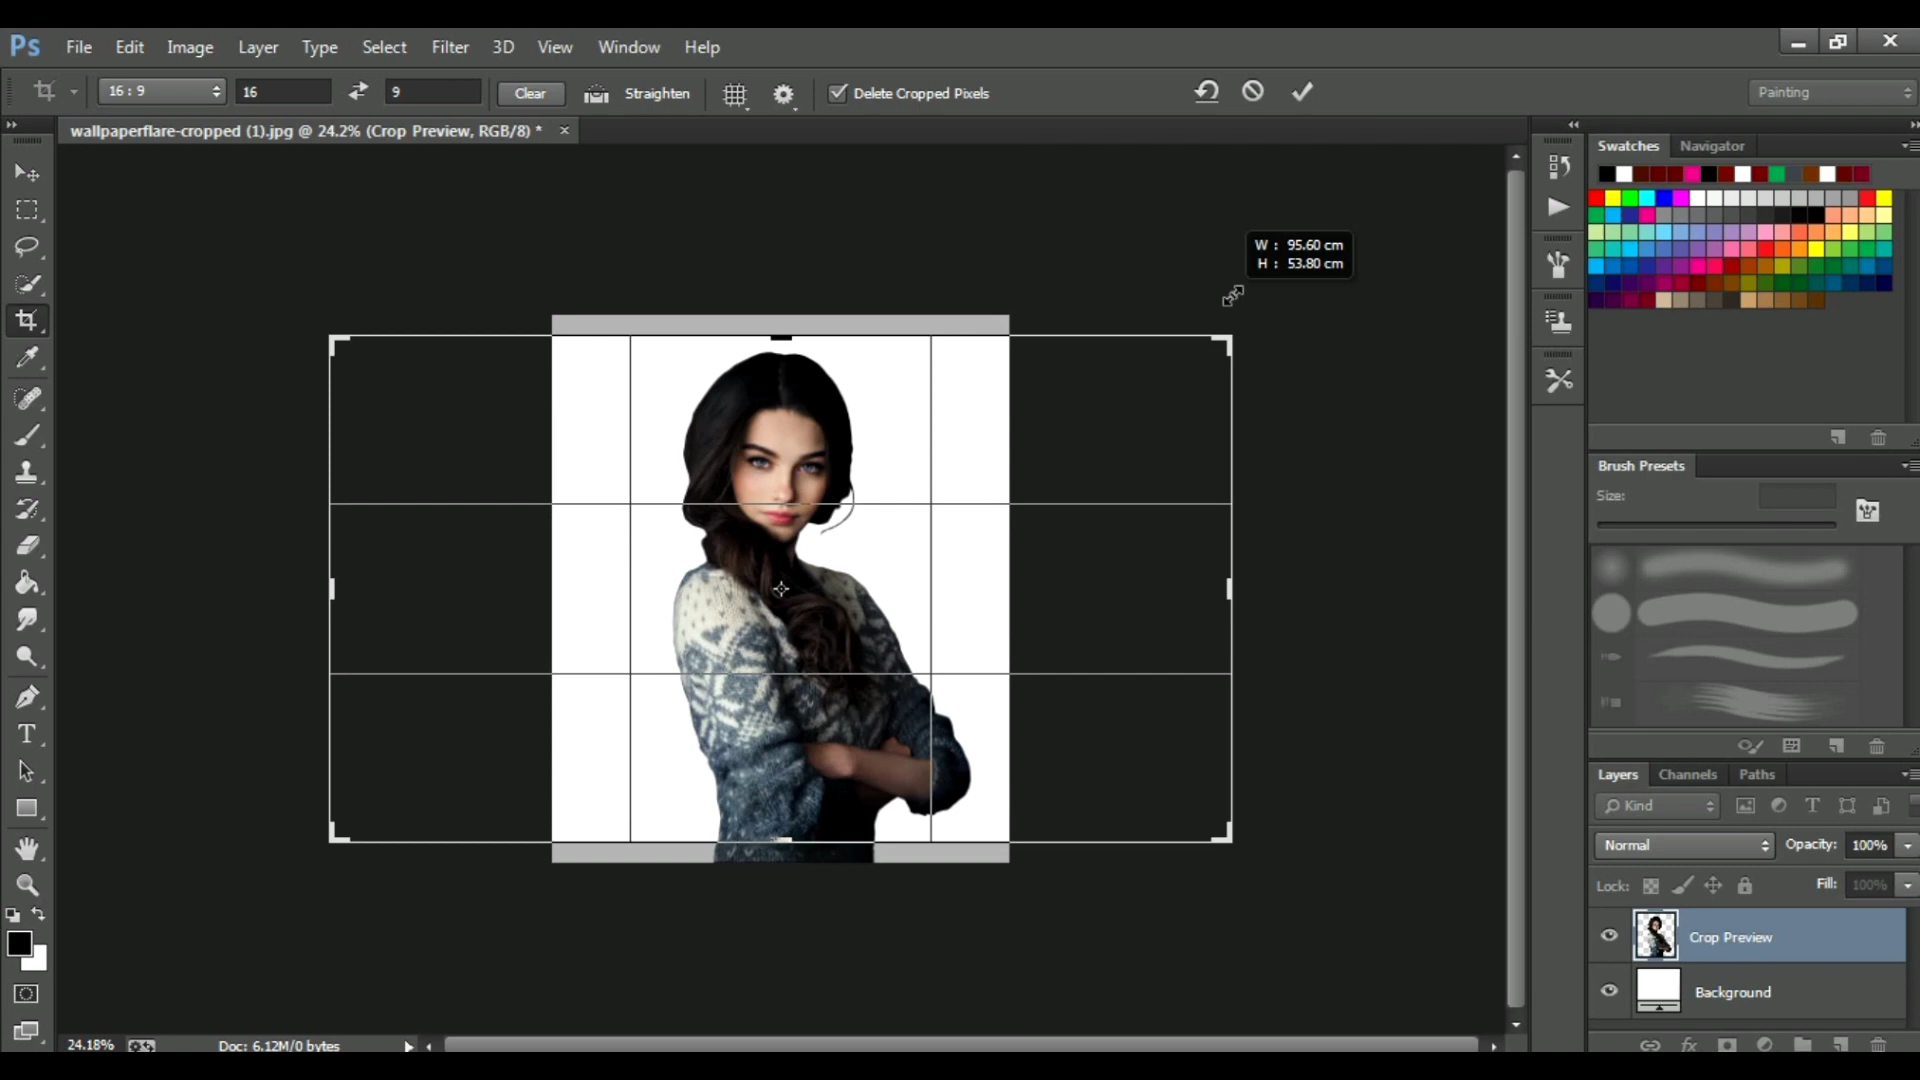 Ps File Edit Image Layer Type Select Filter 3D View Window Help
16 : 9 16 9 Clear Straighten Delete Cropped Pixels Painting
wallpaperflare-cropped (1).jpg @ 24.2% (Crop Preview, RGB/8) *
Swatches Navigator
W : 95.60 cm
H : 53.80 cm
Brush Presets
Size:
Layers Channels Paths
Kind
Normal Opacity: 100%
Lock: Fill: 100%
Crop Preview
Background
24.18% Doc: 6.12M/0 bytes
fx